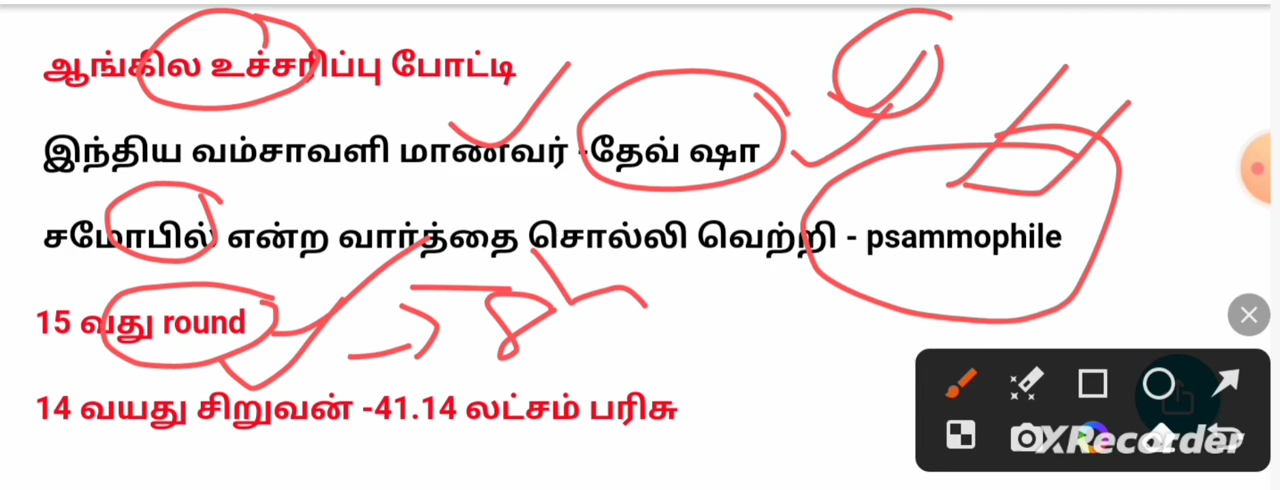 ஆங்கில உச்சரிப்பு போட்டி
இந்திய வம்சாவளி மாணவர் -தேவ் ஷா
சமோபில் என்ற வார்த்தை சொல்லி வெற்றி - psammophile
15 வது round
14 வயது சிறுவன் -41.14 லட்சம் பரிசு
XRecorder